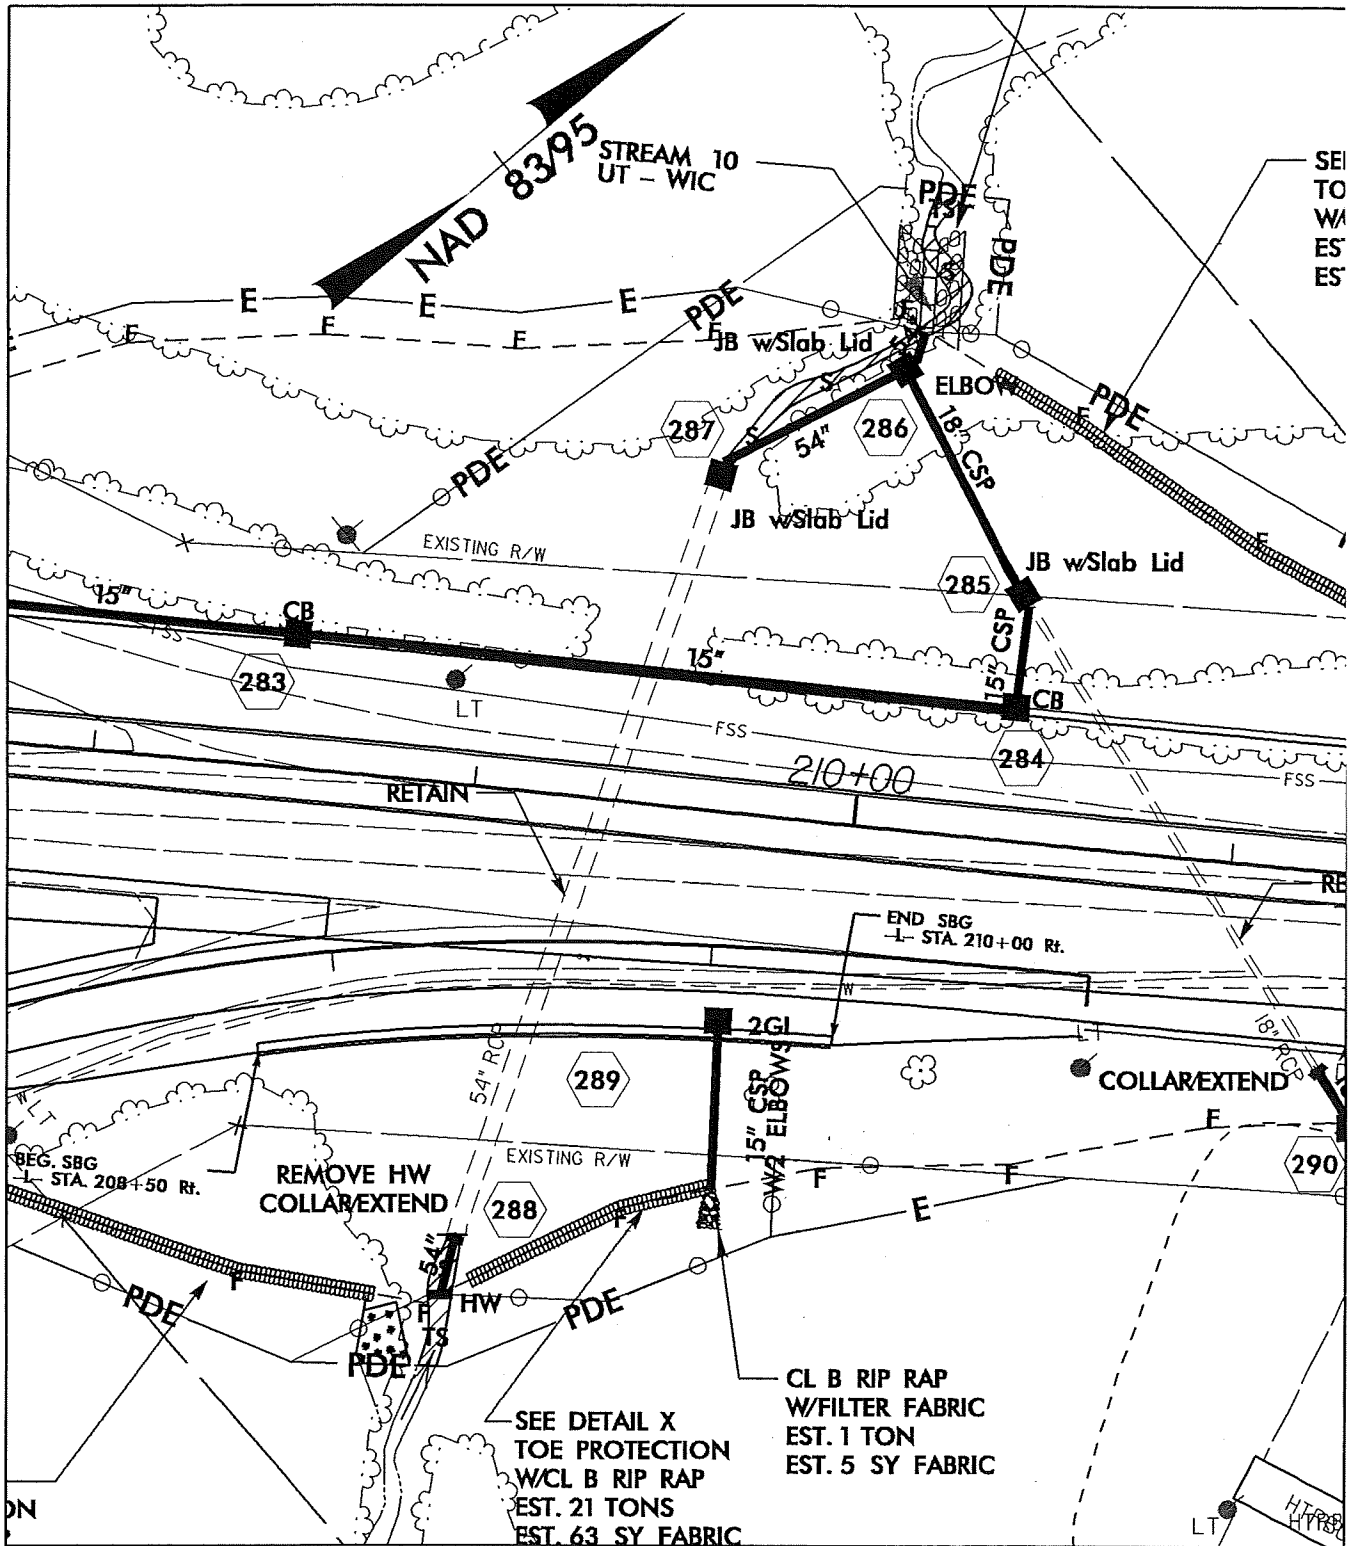 NAD 83/95
STREAM 10
UT - WIC
PDE
TS
PDE
S
E
E
E
PDE
F
F
F
F
JB w/Slab Lid
ELBOW
S
S
54"
287
286
18" CSP
PDE
F
PDE
JB w/Slab Lid
EXISTING R/W
JB w/Slab Lid
285
F
15"
CB
FSS
283
LT
15"
15" CSP
CB
FSS
284
FSS
210+00
RETAIN
END SBG
-L- STA. 210+00 Rt.
W
2GI
LT
54" RCP
289
15" CSP
W/2 ELBOWS
18" RCP
COLLAR/EXTEND
W
LT
BEG. SBG
-L- STA. 208+50 Rt.
REMOVE HW
COLLAR/EXTEND
EXISTING R/W
288
F
F
F
F
E
290
54"
F
HW
PDE
F
TS
PDE
PDE
SEE DETAIL X
TOE PROTECTION
W/CL B RIP RAP
EST. 21 TONS
EST. 63 SY FABRIC
CL B RIP RAP
W/FILTER FABRIC
EST. 1 TON
EST. 5 SY FABRIC
LT